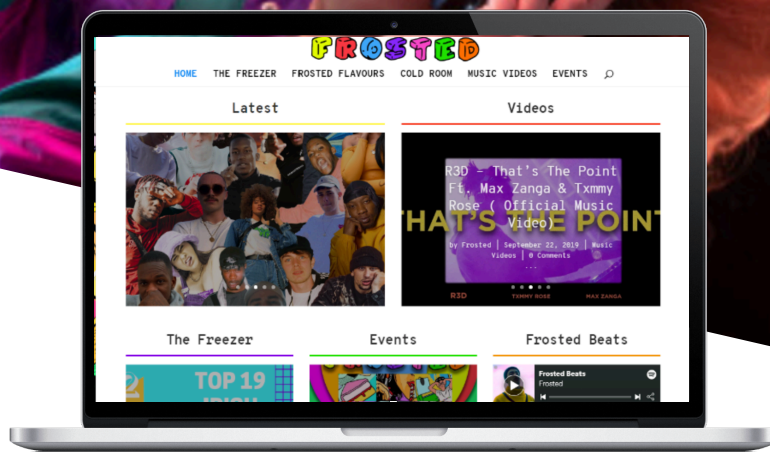 FROSTED
HOME THE FREEZER FROSTED FLAVOURS COLD ROOM MUSIC VIDEOS EVENTS
Latest
Videos
R3D - That's The Point
Ft. Max Zanga & Txmmy
Rose ( Official Music
Video)
by Frosted | September 22, 2019 | Music
Videos | 0 Comments
...
THAT'S THE POINT
R3D TXMMY ROSE MAX ZANGA
The Freezer
Events
Frosted Beats
TOP 19
Frosted Beats
Frosted